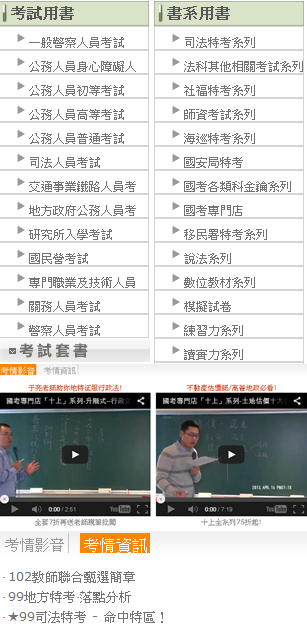 考試用書
一般警察人員考試
公務人員身心障礙人
公務人員初等考試
公務人員高等考試
公務人員普通考試
司法人員考試
交通事業鐵路人員考
地方政府公務人員考
研究所入學考試
國民營考試
專門職業及技術人員
關務人員考試
警察人員考試
考試套書
書系用書
司法特考系列
法科其他相關考試系列
社福特考系列
師資考試系列
海巡特考系列
國安局特考
國考各類科金鑰系列
國考專門店
移民署特考系列
說法系列
數位教材系列
模擬試卷
練習力系列
讀實力系列
考情影音 考情資訊
于亮老師給你地特征服行政法!
國考專門店「十上」系列-升階式--行政
0:00 / 2:51
YouTube
全套7折再送老師親筆批閱
不動產估價師/高普地政必看!
國考專門店「十上」系列-土地估價十大
0:00 / 7:19
YouTube
十上全系列75折起!
考情影音 考情資訊
102教師聯合甄選簡章
99地方特考-落點分析
★99司法特考 - 命中特區!